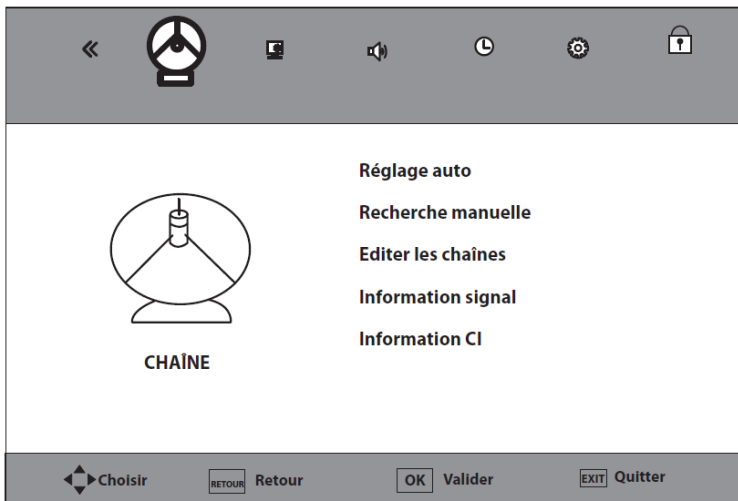 Réglage auto
Recherche manuelle
Editer les chaînes
Information signal
Information CI
CHAÎNE
Choisir RETOUR Retour OK Valider EXIT Quitter